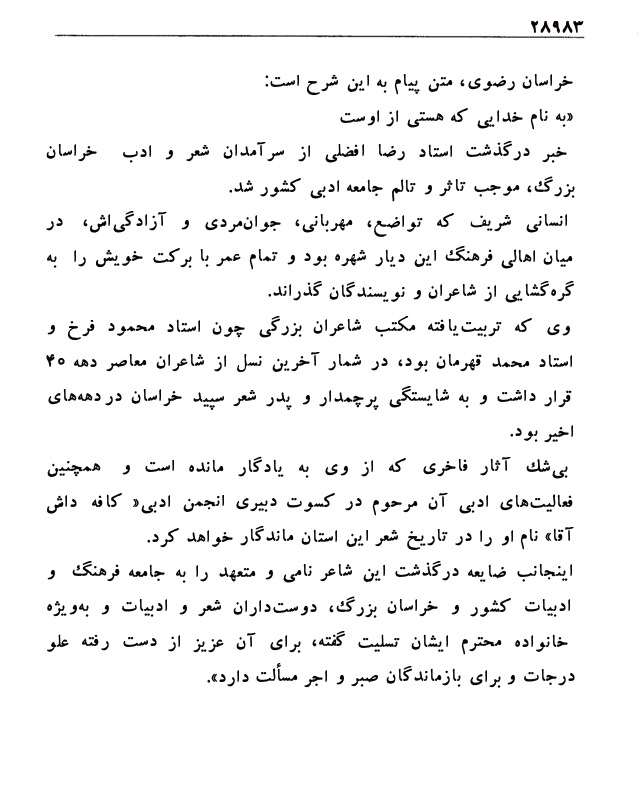 ۲۸۹۸۳
خراسان رضوی، متن پیام به این شرح است:
«به نام خدایی که هستی از اوست
خبر درگذشت استاد رضا افضلی از سرآمدان شعر و ادب خراسان
بزرگ، موجب تاثر و تالم جامعه ادبی کشور شد.
انسانی شریف که تواضع، مهربانی، جوان‌مردی و آزادگی‌اش، در
میان اهالی فرهنگ این دیار شهره بود و تمام عمر با برکت خویش را به
گره‌گشایی از شاعران و نویسندگان گذراند.
وی که تربیت‌یافته مکتب شاعران بزرگی چون استاد محمود فرخ و
استاد محمد قهرمان بود، در شمار آخرین نسل از شاعران معاصر دهه ۴۰
قرار داشت و به شایستگی پرچمدار و پدر شعر سپید خراسان در دهه‌های
اخیر بود.
بی‌شك آثار فاخری که از وی به یادگار مانده است و همچنین
فعالیت‌های ادبی آن مرحوم در کسوت دبیری انجمن ادبی« کافه داش
آقا» نام او را در تاریخ شعر این استان ماندگار خواهد کرد.
اینجانب ضایعه درگذشت این شاعر نامی و متعهد را به جامعه فرهنگ و
ادبیات کشور و خراسان بزرگ، دوست‌داران شعر و ادبیات و به‌ویژه
خانواده محترم ایشان تسلیت گفته، برای آن عزیز از دست رفته علو
درجات و برای بازماندگان صبر و اجر مسألت دارد».